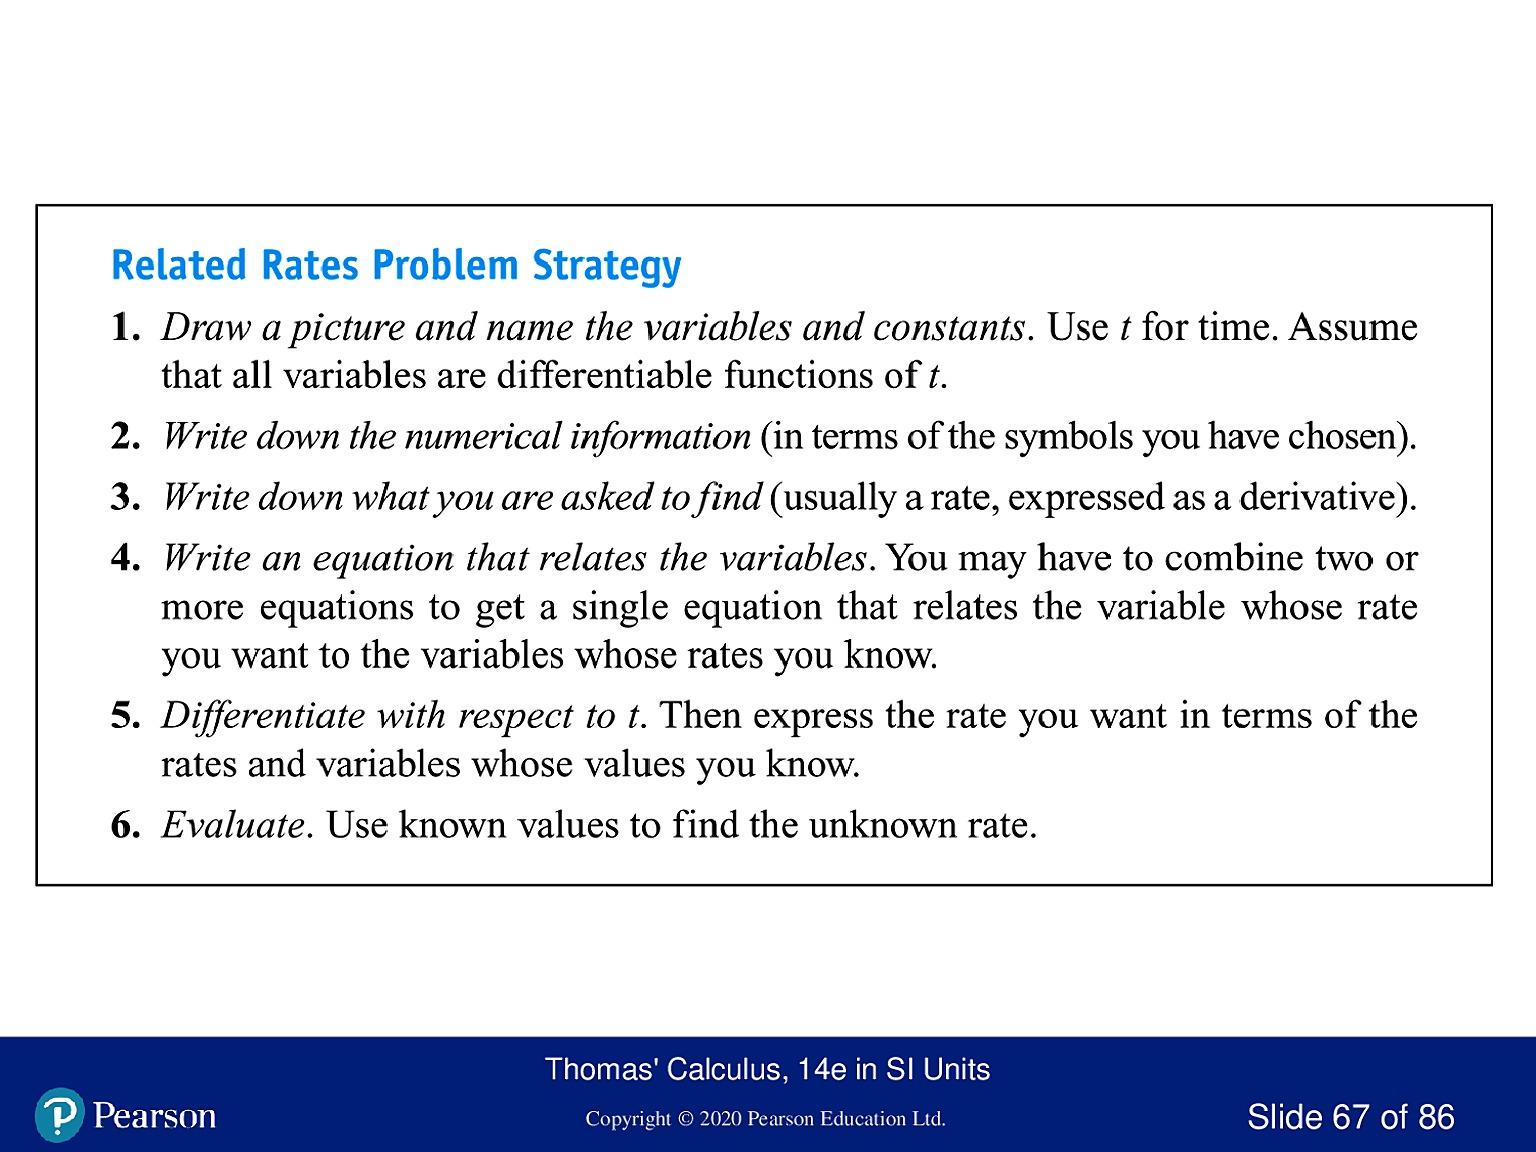 Related Rates Problem Strategy
1. Draw a picture and name the variables and constants. Use t for time. Assume
that all variables are differentiable functions of t.
2. Write down the numerical information (in terms of the symbols you have chosen).
3. Write down what you are asked to find (usually a rate, expressed as a derivative).
4. Write an equation that relates the variables. You may have to combine two or
more equations to get a single equation that relates the variable whose rate
you want to the variables whose rates you know.
5. Differentiate with respect to t. Then express the rate you want in terms of the
rates and variables whose values you know.
6. Evaluate. Use known values to find the unknown rate.
Thomas' Calculus, 14e in SI Units
Pearson
Copyright © 2020 Pearson Education Ltd.
Slide 67 of 86